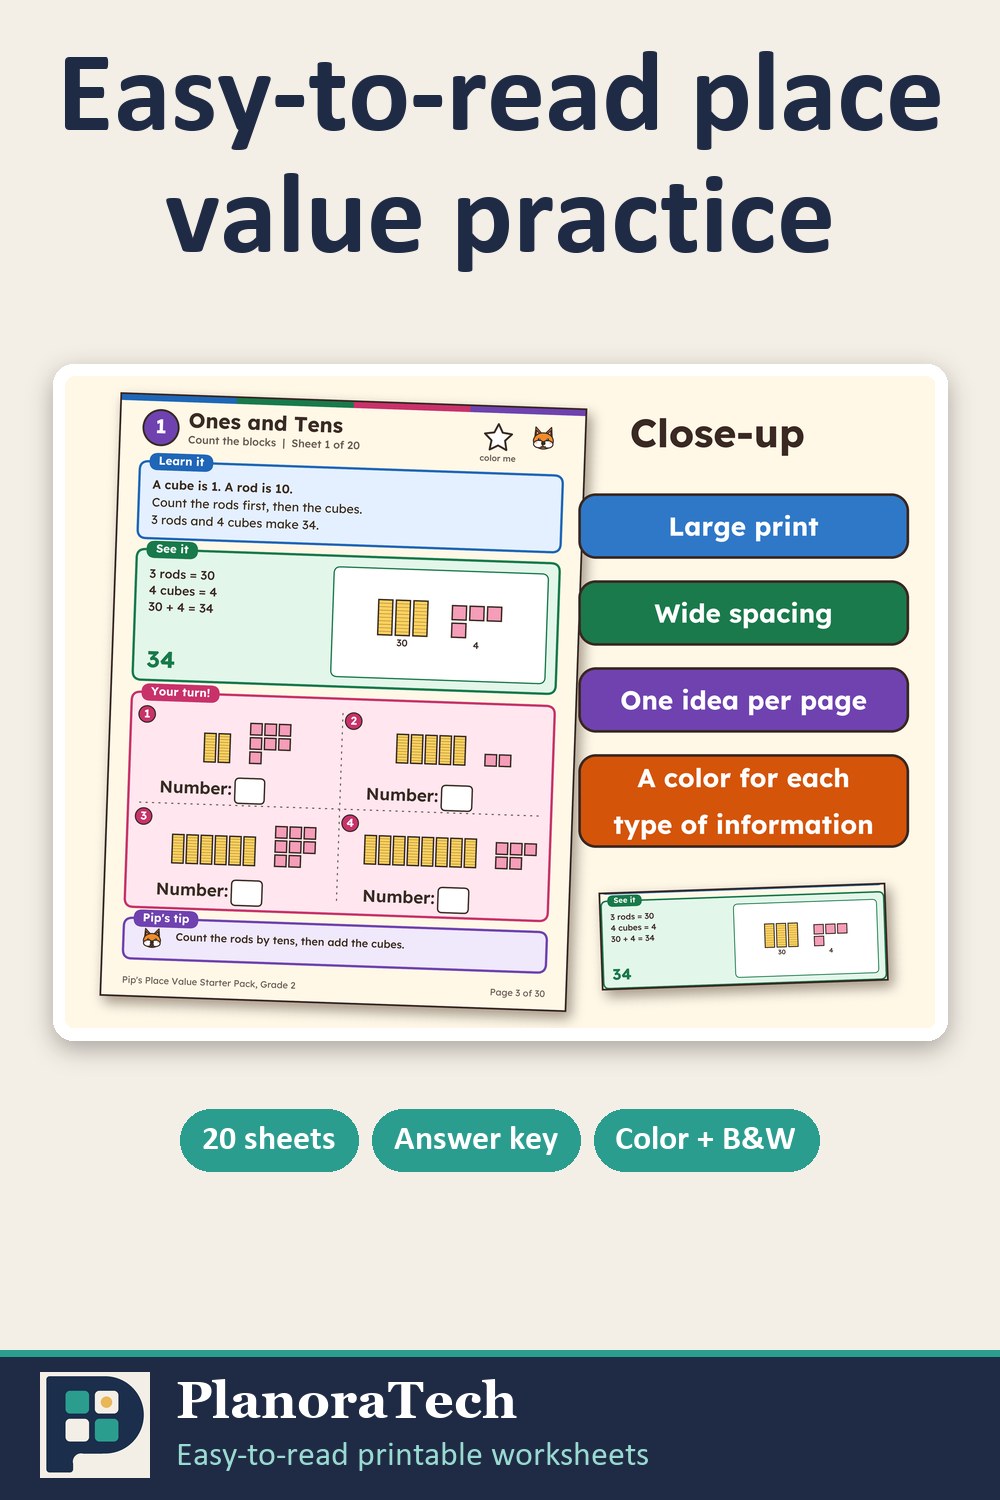 Easy-to-read place
value practice
1
Ones and Tens
Count the blocks | Sheet 1 of 20
color me
Learn it
A cube is 1. A rod is 10.
Count the rods first, then the cubes.
3 rods and 4 cubes make 34.
See it
3 rods = 30
4 cubes = 4
30 + 4 = 34
34
30
4
Your turn!
1
Number:
2
Number:
3
Number:
4
Number:
Pip's tip
Count the rods by tens, then add the cubes.
Pip's Place Value Starter Pack, Grade 2
Page 3 of 30
Close-up
Large print
Wide spacing
One idea per page
A color for each
type of information
See it
3 rods = 30
4 cubes = 4
30 + 4 = 34
34
30
4
20 sheets
Answer key
Color + B&W
PlanoraTech
Easy-to-read printable worksheets